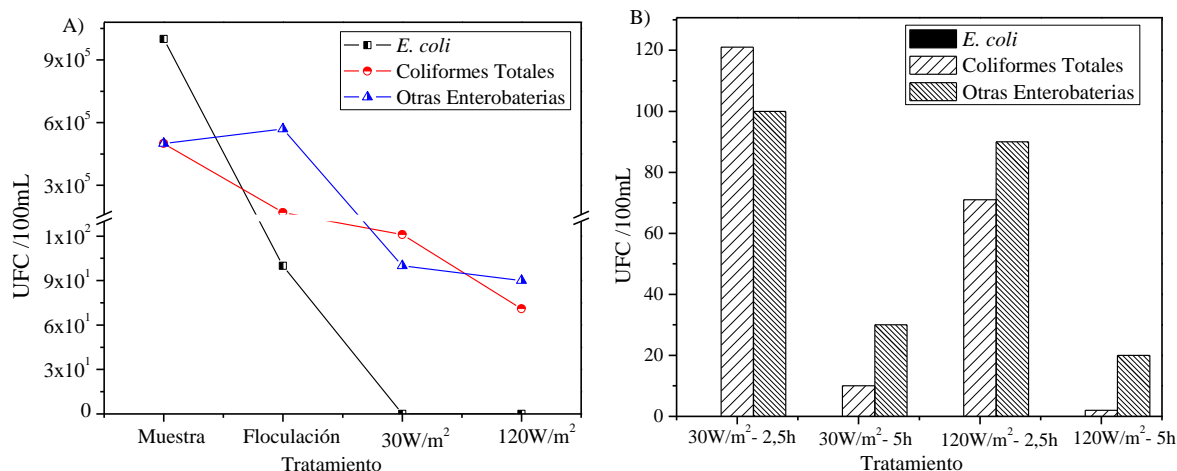 A)
E. coli
Coliformes Totales
Otras Enterobaterias
9x10⁵
6x10⁵
3x10⁵
1x10²
9x10¹
6x10¹
3x10¹
0
UFC /100mL
Muestra
Floculación
30W/m²
120W/m²
Tratamiento
B)
E. coli
Coliformes Totales
Otras Enterobaterias
120
100
80
60
40
20
0
UFC /100mL
30W/m²- 2,5h
30W/m²- 5h
120W/m²- 2,5h
120W/m²- 5h
Tratamiento